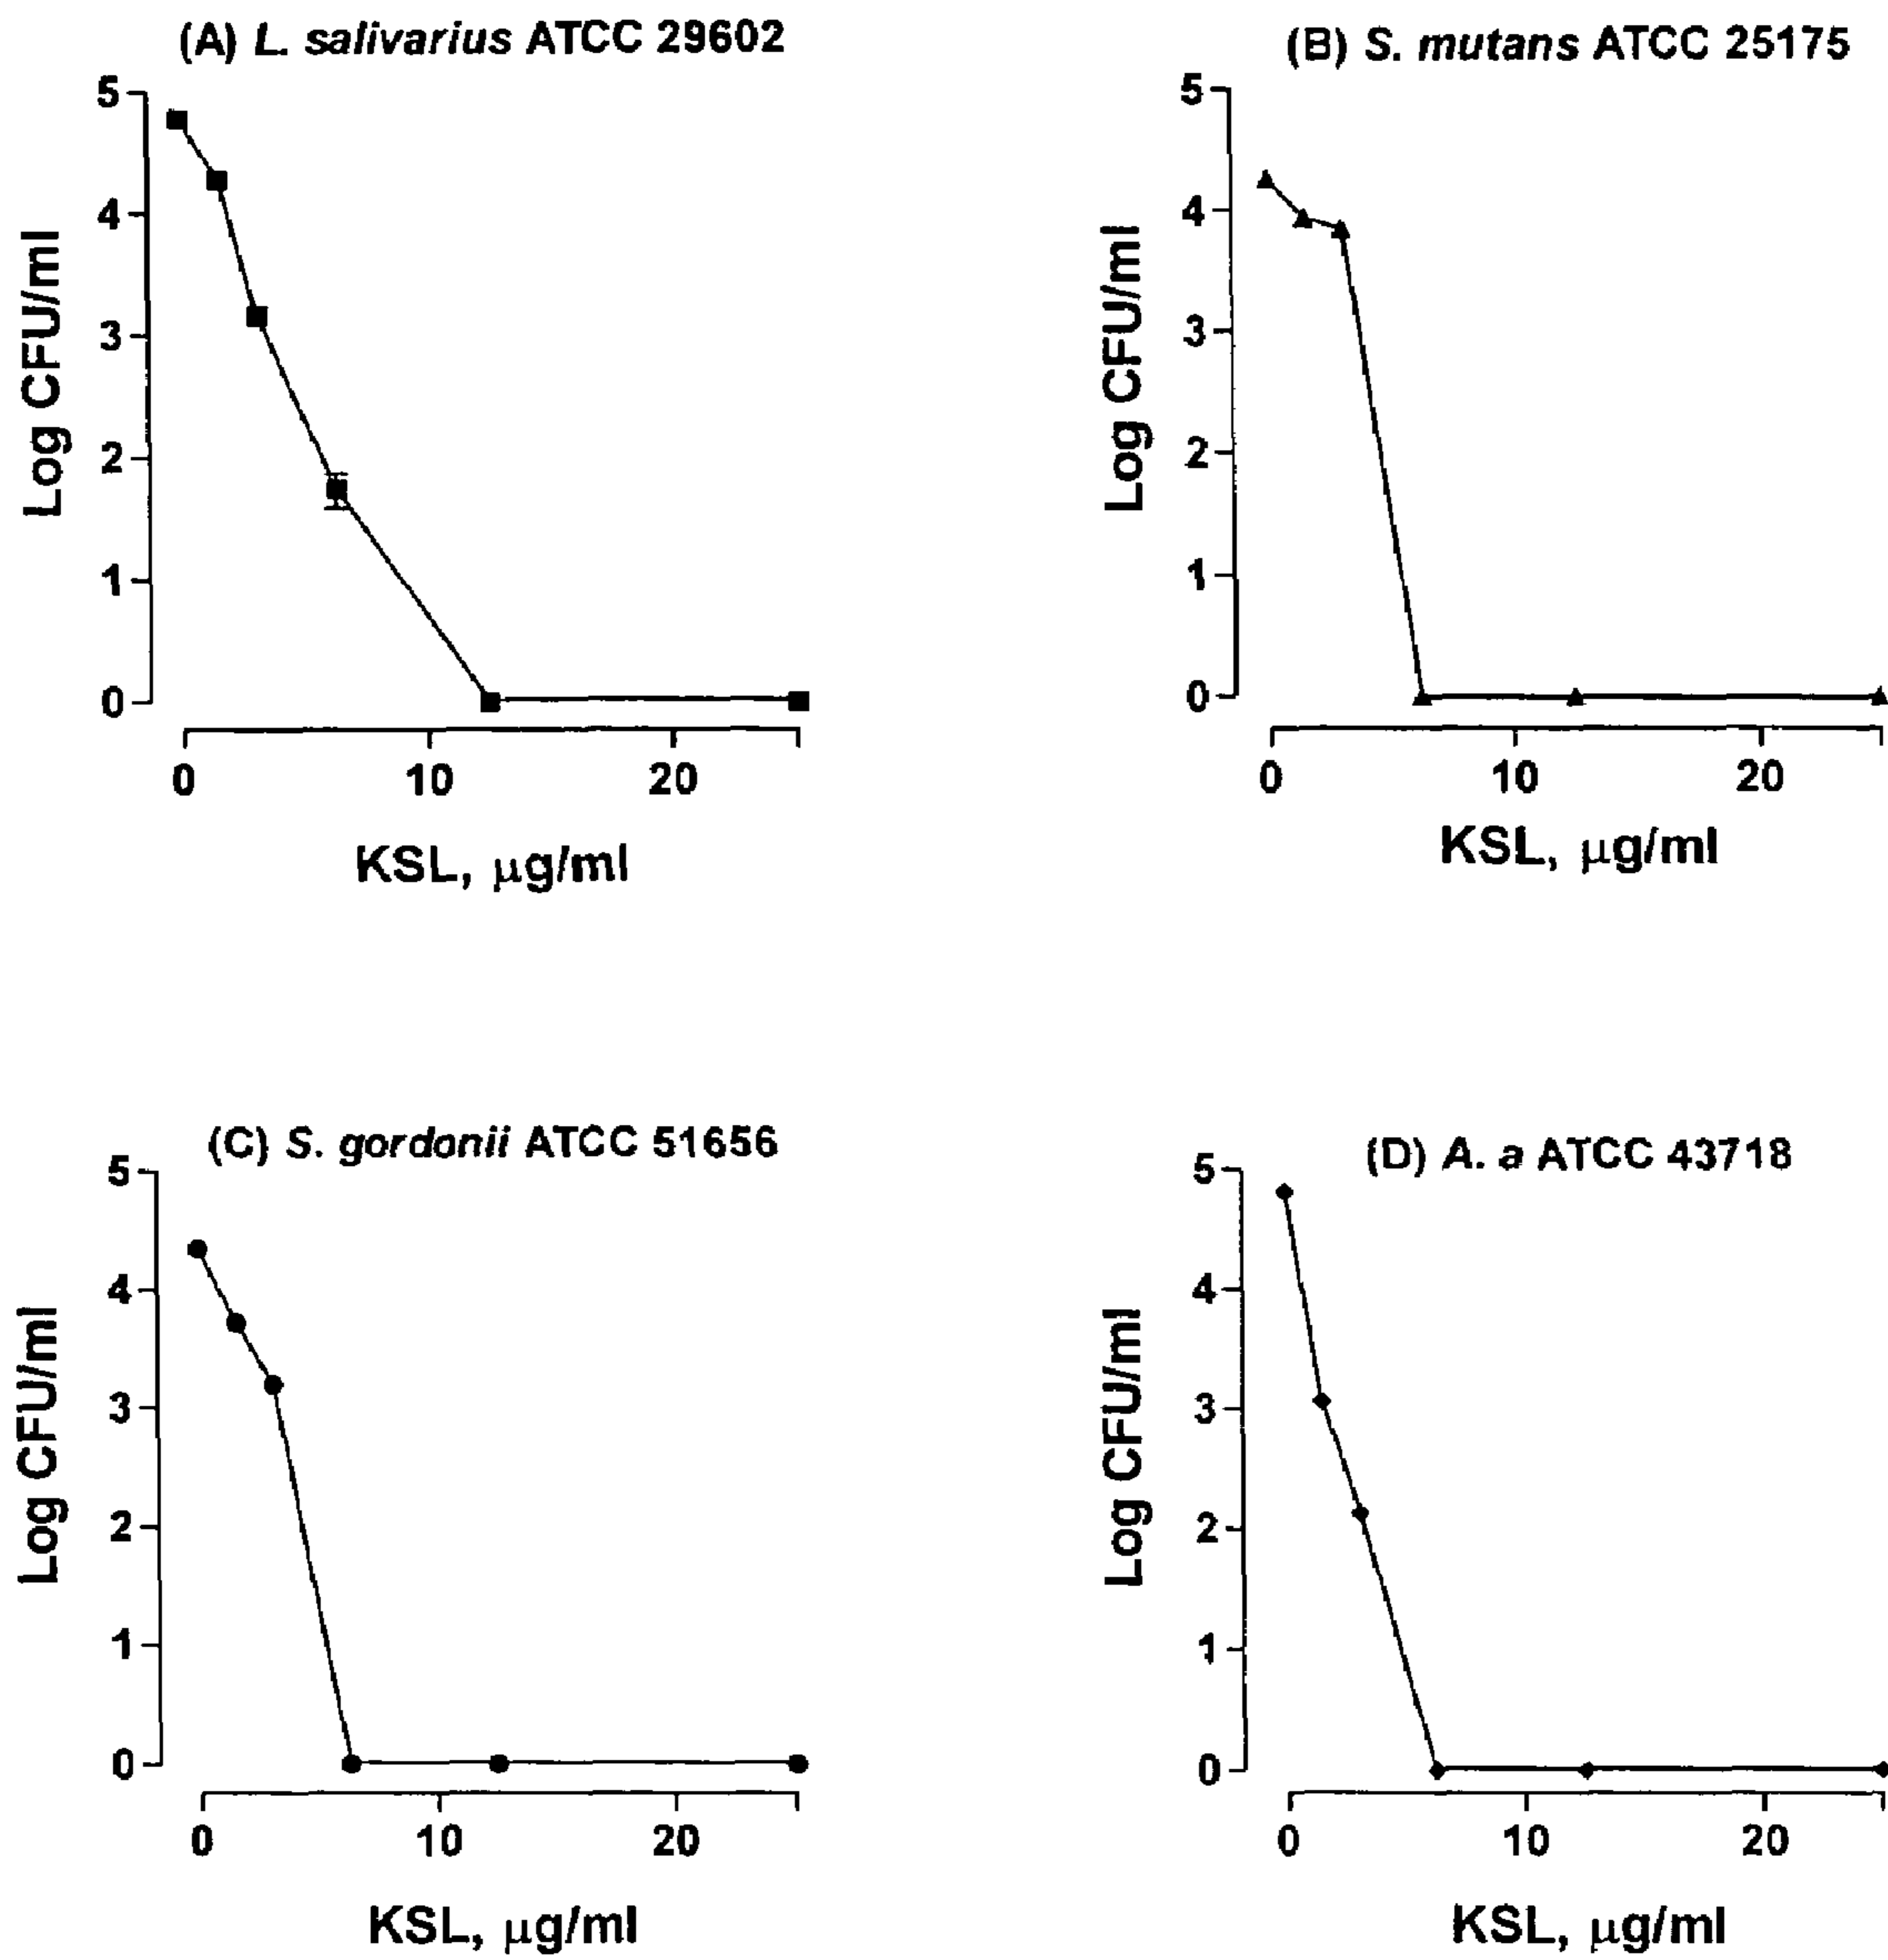 (A) L. salivarius ATCC 29602
5
4
3
2
1
0
Log CFU/ml
0 10 20
KSL, μg/ml
(B) S. mutans ATCC 25175
5
4
3
2
1
0
Log CFU/ml
0 10 20
KSL, μg/ml
(C) S. gordonii ATCC 51656
5
4
3
2
1
0
Log CFU/ml
0 10 20
KSL, μg/ml
(D) A. a ATCC 43718
5
4
3
2
1
0
Log CFU/ml
0 10 20
KSL, μg/ml